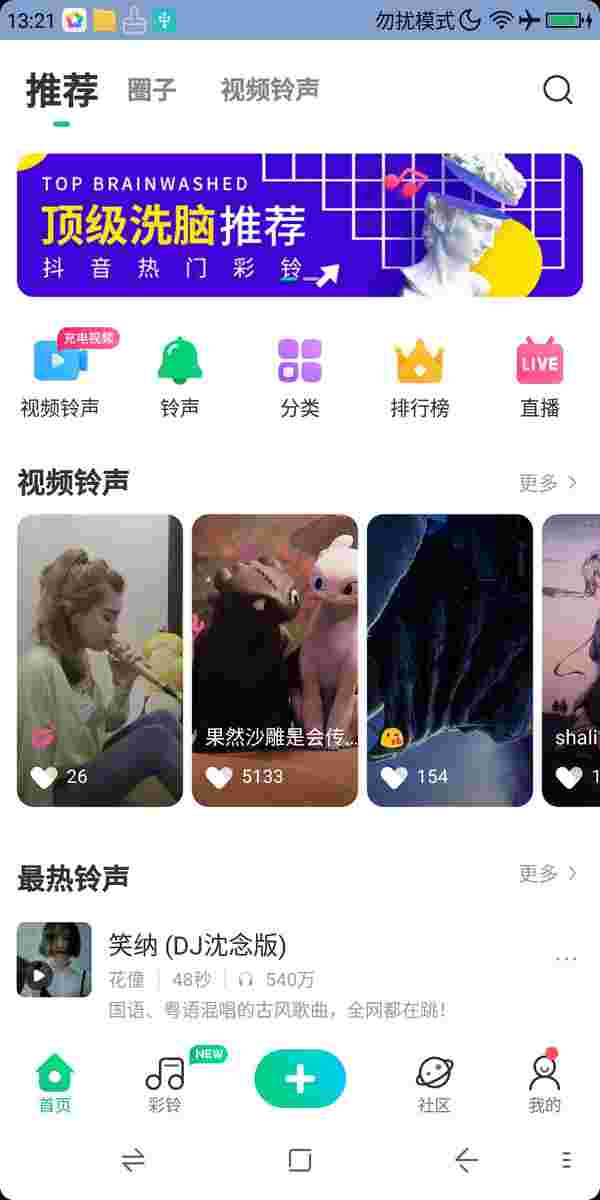 13:21 勿扰模式
推荐 圈子 视频铃声
TOP BRAINWASHED
顶级洗脑推荐
抖音热门彩铃
充电视频
LIVE
视频铃声 铃声 分类 排行榜 直播
视频铃声 更多
果然沙雕是会传... shali
26 5133 154 1
最热铃声 更多
笑纳 (DJ沈念版)
花僮 48秒 540万
国语、粤语混唱的古风歌曲，全网都在跳！
NEW
首页 彩铃 社区 我的